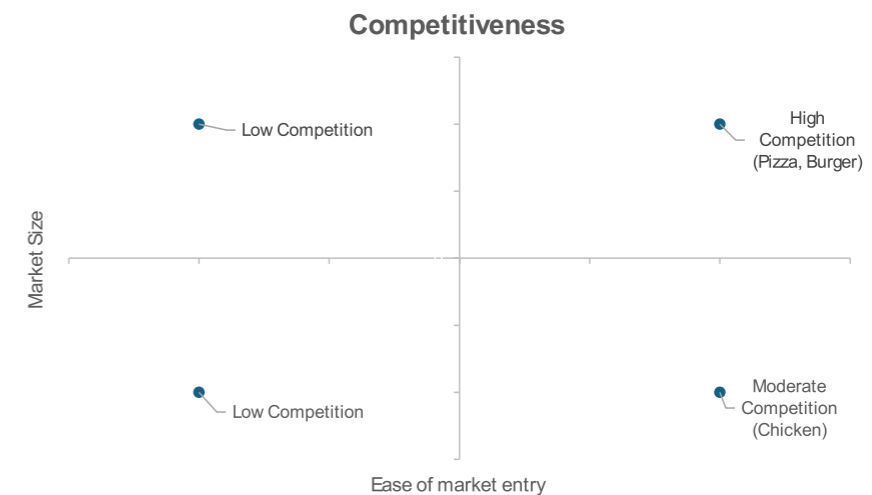 Competitiveness
Low Competition
High
Competition
(Pizza, Burger)
Market Size
Low Competition
Moderate
Competition
(Chicken)
Ease of market entry